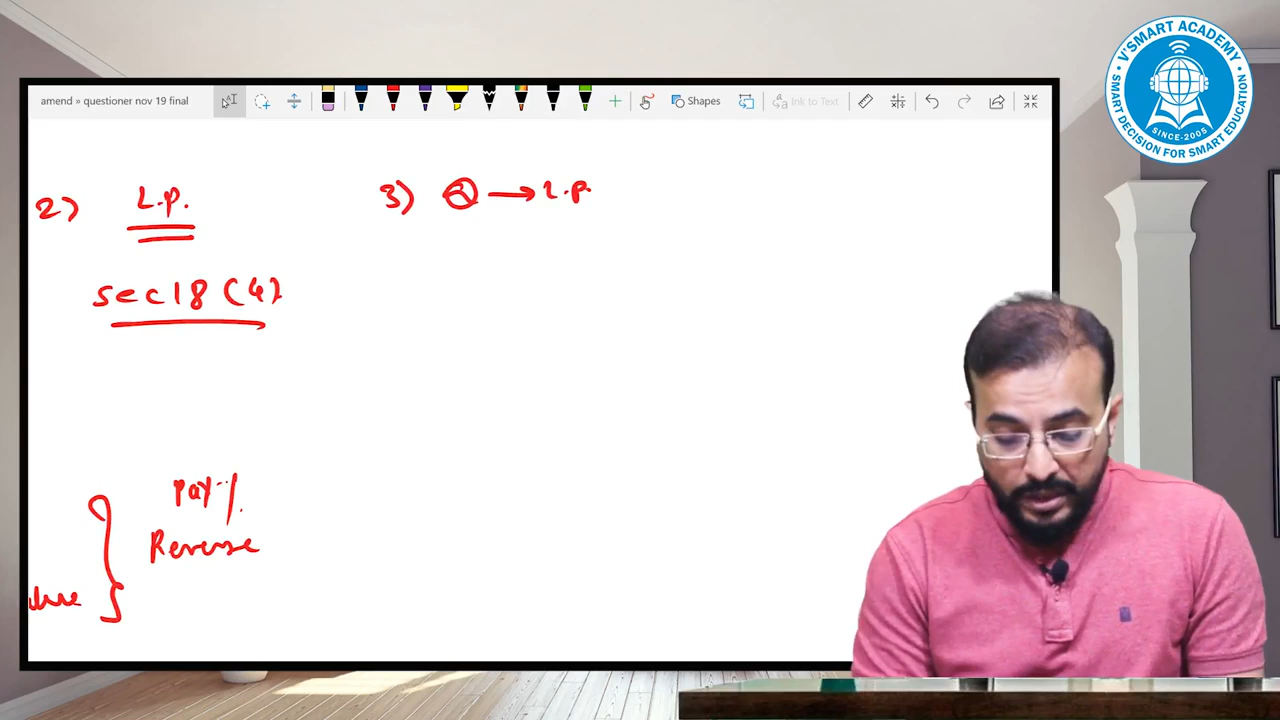 amend » questioner nov 19 final
Shapes
Ink to Text
V'SMART ACADEMY
SINCE-2005
SMART DECISION FOR SMART EDUCATION
2) L.P.
3) Q → L.P.
sec 18 (4)
Pay /.
Reverse